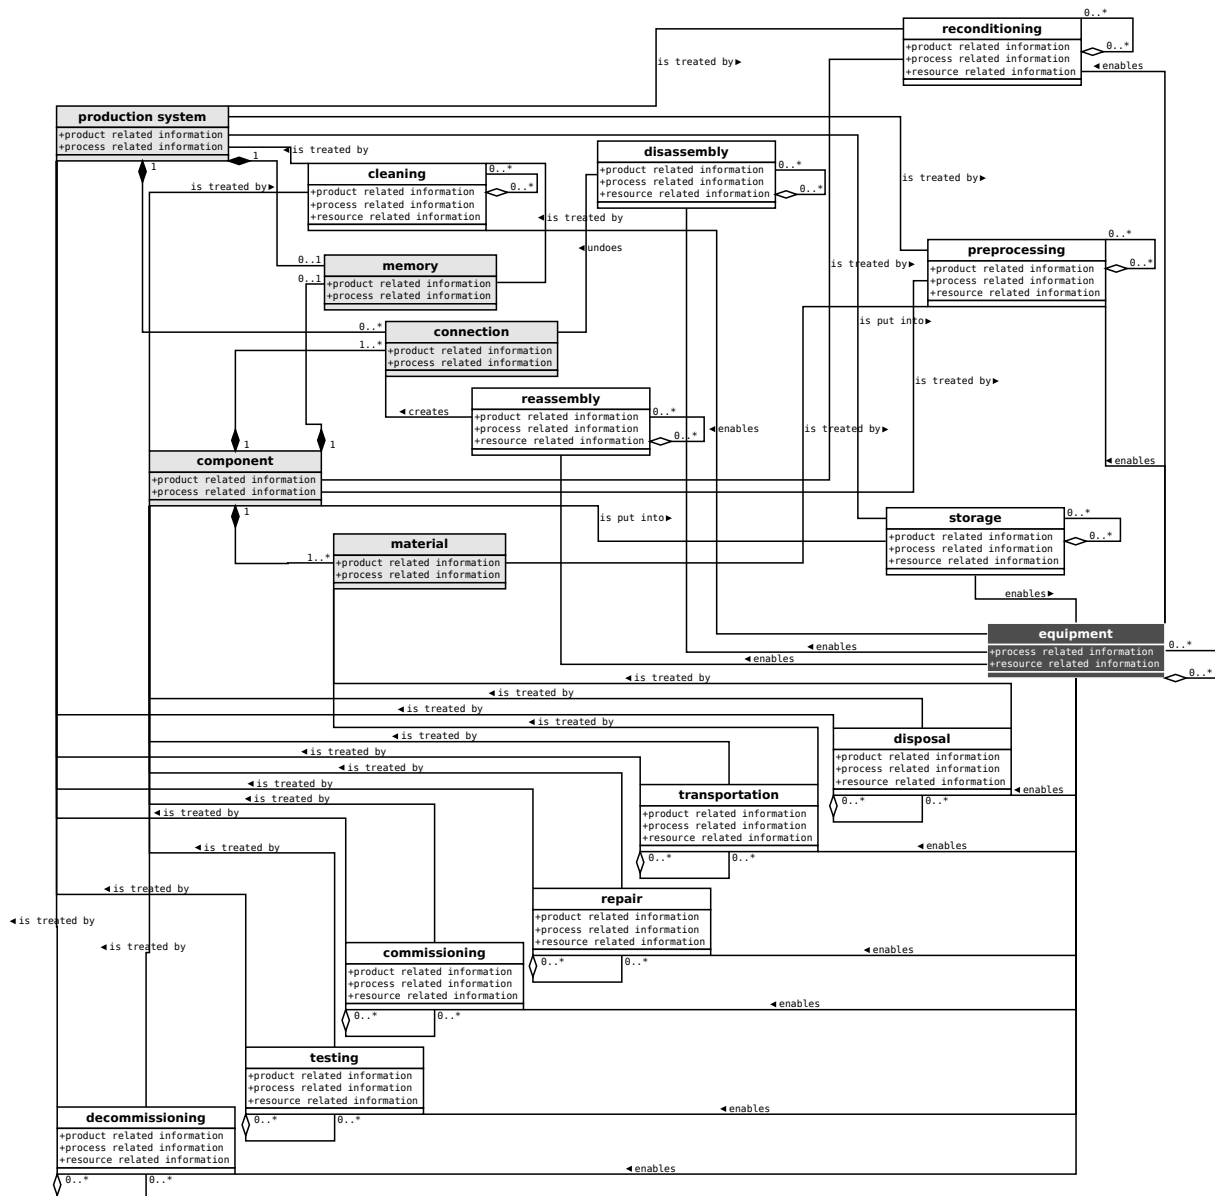 0..*
reconditioning
+product related information
+process related information
+resource related information
0..*
is treated by►
◄enables
production system
+product related information
+process related information
1
1
◄is treated by
cleaning
+product related information
+process related information
+resource related information
0..*
0..*
is treated by►
disassembly
+product related information
+process related information
+resource related information
0..*
0..*
is treated by►
◄is treated by
◄undoes
0..*
preprocessing
+product related information
+process related information
+resource related information
0..*
is treated by►
0..1
0..1
memory
+product related information
+process related information
0..*
1..*
connection
+product related information
+process related information
is put into►
is treated by►
◄creates
reassembly
+product related information
+process related information
+resource related information
0..*
0..*
◄enables
is treated by►
1
1
component
+product related information
+process related information
1
◄enables
is put into►
storage
+product related information
+process related information
+resource related information
0..*
0..*
1..*
material
+product related information
+process related information
enables►
equipment
+process related information
+resource related information
0..*
0..*
◄enables
◄enables
◄is treated by
◄is treated by
◄is treated by
◄is treated by
◄is treated by
◄is treated by
◄is treated by
◄is treated by
◄is treated by
◄is treated by
◄is treated by
◄is treated by
◄is treated by
◄is treated by
disposal
+product related information
+process related information
+resource related information
0..*
0..*
◄enables
transportation
+product related information
+process related information
+resource related information
0..*
0..*
◄enables
repair
+product related information
+process related information
+resource related information
0..*
0..*
◄enables
commissioning
+product related information
+process related information
+resource related information
0..*
0..*
◄enables
testing
+product related information
+process related information
+resource related information
0..*
0..*
◄enables
decommissioning
+product related information
+process related information
+resource related information
0..*
0..*
◄enables